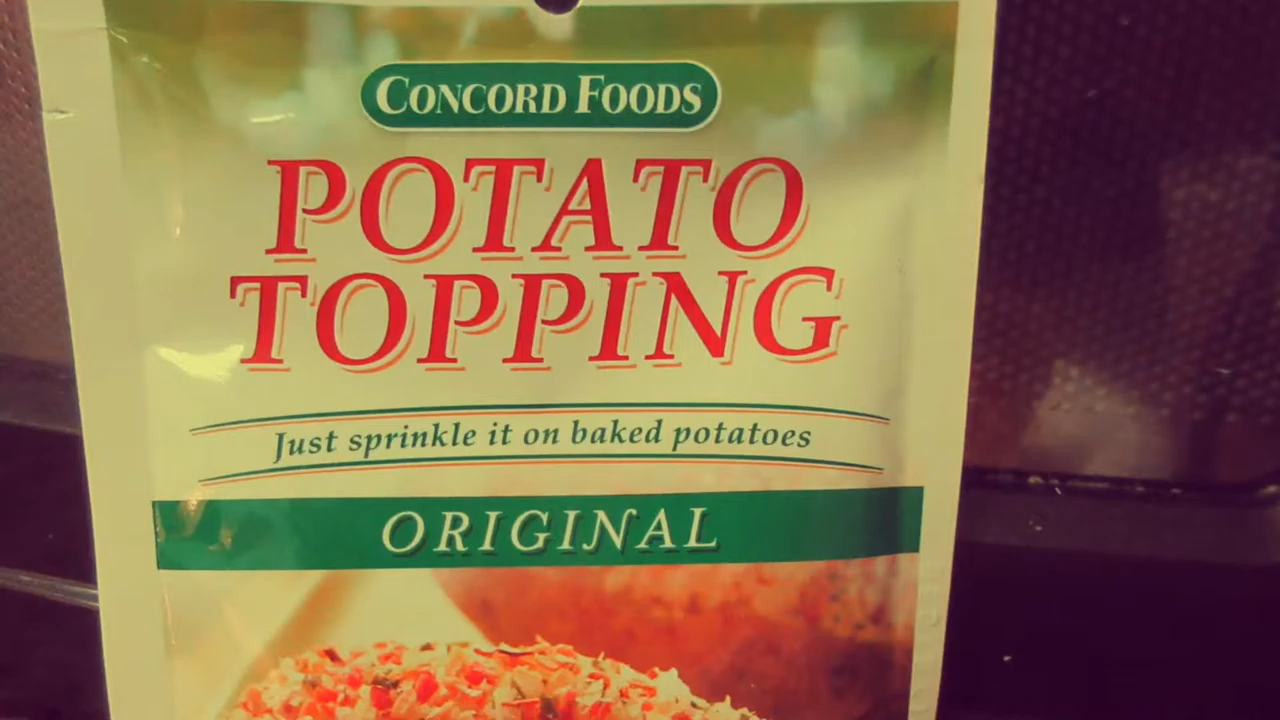 CONCORD FOODS
POTATO
TOPPING
Just sprinkle it on baked potatoes
ORIGINAL